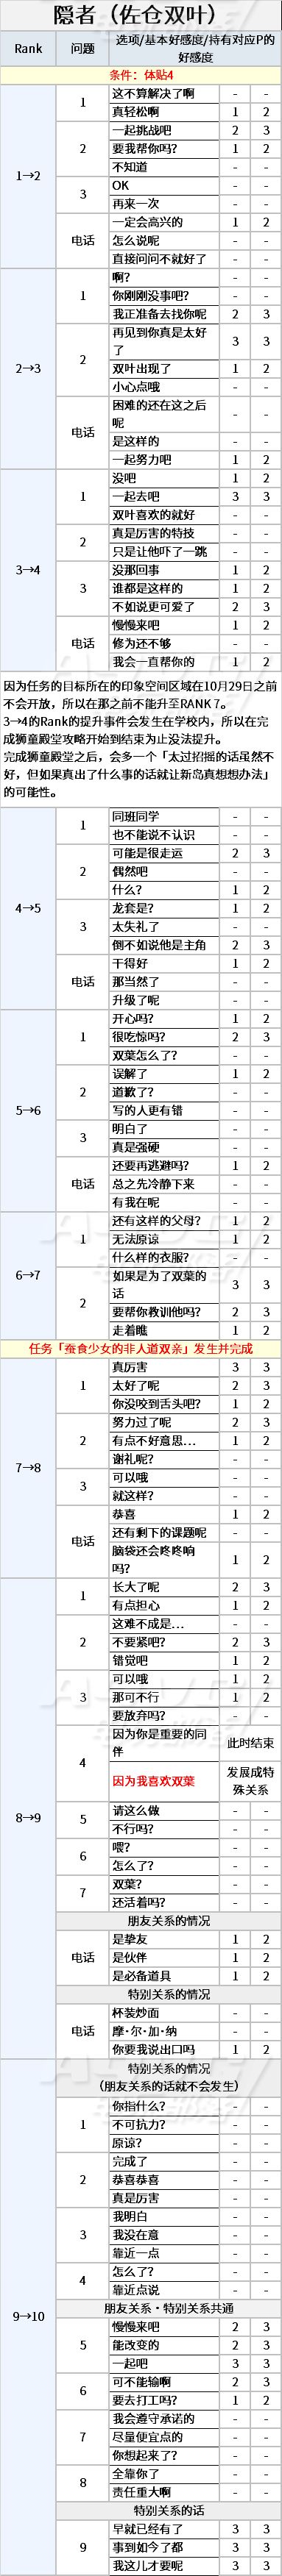 隐者（佐仓双叶）
Rank 问题 选项/基本好感度/持有对应P的好感度
条件：体贴4
1→2
1
这不算解决了啊 - -
真轻松啊 1 2
2
一起挑战吧 2 3
要我帮你吗？ 1 2
不知道 - -
3
OK - -
再来一次 - -
电话
一定会高兴的 1 2
怎么说呢 - -
直接问问不就好了 - -
2→3
1
啊？ - -
你刚刚没事吧？ - -
我正准备去找你呢 2 3
2
再见到你真是太好了 3 3
双叶出现了 1 2
小心点哦 - -
电话
困难的还在这之后呢 - -
是这样的 - -
一起努力吧 1 2
3→4
1
没吧 1 2
一起去吧 3 3
双叶喜欢的就好 - -
2
真是厉害的特技 - -
只是让他吓了一跳 - -
3
没那回事 1 2
谁都是这样的 1 2
不如说更可爱了 2 3
电话
慢慢来吧 1 2
修为还不够 - -
我会一直帮你的 1 2
因为任务的目标所在的印象空间区域在10月29日之前不会开放，所以在那之前不能升至RANK 7。
3→4的Rank的提升事件会发生在学校内，所以在完成狮童殿堂攻略开始到结束为止没法提升。
完成狮童殿堂之后，会多一个「太过招摇的话虽然不好，但如果真出了什么事的话就让新岛真想想办法」的可能性。
4→5
1
同班同学 - -
也不能说不认识 - -
2
可能是很走运 2 3
偶然吧 - -
什么？ 1 2
3
龙套是？ 1 2
太失礼了 - -
倒不如说他是主角 2 3
电话
干得好 1 2
那当然了 - -
升级了呢 - -
5→6
1
开心吗？ 1 2
很吃惊吗？ 2 3
双叶怎么了？ - -
2
误解了 1 2
道歉了？ - -
写的人更有错 - -
3
明白了 - -
真是强硬 - -
电话
还要再逃避吗？ 1 2
总之先冷静下来 - -
有我在呢 - -
6→7
1
还有这样的父母？ 1 2
无法原谅 1 2
什么样的衣服？ - -
2
如果是为了双叶的话 3 3
要帮你教训他吗？ 2 3
走着瞧 1 2
任务「蚕食少女的非人道双亲」发生并完成
7→8
1
真厉害 3 3
太好了呢 2 3
你没咬到舌头吧？ 1 2
2
努力过了呢 2 3
有点不好意思… 1 2
谢礼呢？ - -
3
可以哦 - -
就这样？ - -
电话
恭喜 1 2
还有剩下的课题呢 - -
脑袋还会咚咚响吗？ 1 2
8→9
1
长大了呢 2 3
有点担心 1 2
2
这难不成是… - -
不要紧吧？ 2 3
错觉吧 1 2
3
可以哦 1 2
那可不行 1 2
要放弃吗？ - -
4
因为你是重要的同伴 此时结束
因为我喜欢双葉 发展成特殊关系
5
请这么做 - -
不行吗？ - -
6
喂？ - -
怎么了？ - -
7
双葉？ - -
还活着吗？ - -
朋友关系的情况
电话
是挚友 1 2
是伙伴 1 2
是必备道具 1 2
特别关系的情况
电话
杯装炒面 - -
摩·尔·加·纳 - -
你要我说出口吗 1 2
9→10
特别关系的情况
（朋友关系的话就不会发生）
1
你指什么？ - -
不可抗力？ - -
原谅？ - -
2
完成了 - -
恭喜恭喜 - -
真是厉害 - -
3
我明白 - -
我没在意 - -
靠近一点 - -
4
怎么了？ - -
靠近点说 - -
朋友关系·特别关系共通
5
慢慢来吧 2 3
能改变的 2 3
一起吧 3 3
6
可不能输啊 2 3
要去打工吗？ 1 2
7
我会遵守承诺的 - -
尽量便宜点的 - -
你想起来了？ - -
8
全靠你了 - -
责任重大啊 - -
特别关系的话
9
早就已经有了 3 3
事到如今了都 3 3
我这儿才要呢 3 3